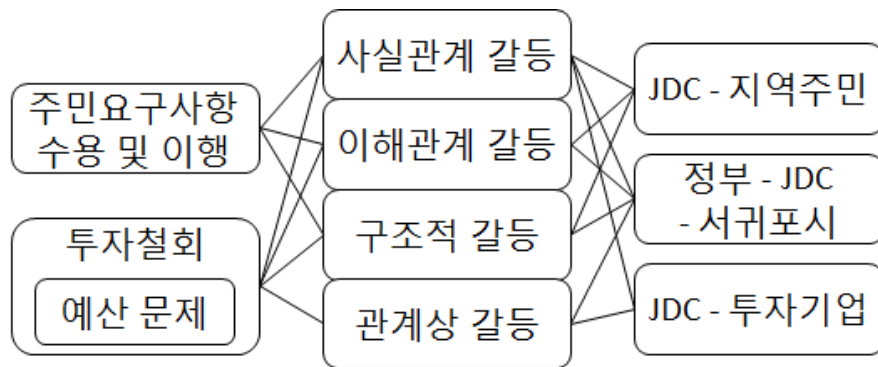 주민요구사항
수용 및 이행
투자철회
예산 문제
사실관계 갈등
이해관계 갈등
구조적 갈등
관계상 갈등
JDC - 지역주민
정부 - JDC
- 서귀포시
JDC - 투자기업